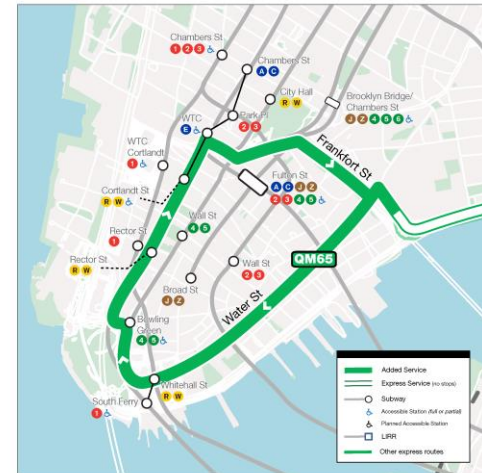 Chambers St
1 2 3
Chambers St
A C
City Hall
R W
Brooklyn Bridge/
Chambers St
J Z 4 5 6
Park Pl
2 3
WTC
E
WTC
Cortlandt
1
Frankfort St
Fulton St
A C J Z
2 3 4 5
Cortlandt St
R W
Wall St
4 5
Rector St
1
Wall St
2 3
QM65
Rector St
R W
Broad St
J Z
Water St
Bowling
Green
4 5
Whitehall St
R W
South Ferry
1
Added Service
Express Service (no stops)
Subway
Accessible Station (full or partial)
Planned Accessible Station
LIRR
Other express routes